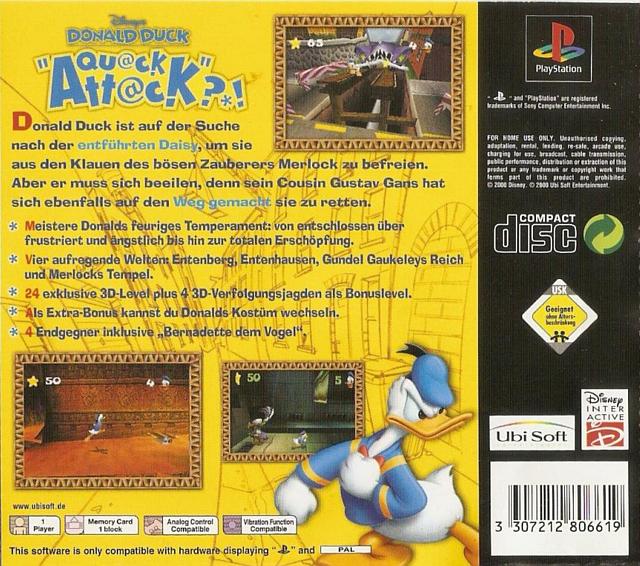 Disney's
DONALD DUCK
"QU@CK
Att@cK"?*!
Donald Duck ist auf der Suche
nach der entführten Daisy, um sie
aus den Klauen des bösen Zauberers Merlock zu befreien.
Aber er muss sich beeilen, denn sein Cousin Gustav Gans hat
sich ebenfalls auf den Weg gemacht sie zu retten.
* Meistere Donalds feuriges Temperament: von entschlossen über
frustriert und ängstlich bis hin zur totalen Erschöpfung.
* Vier aufregende Welten: Entenberg, Entenhausen, Gundel Gaukeleys Reich
und Merlocks Tempel.
* 24 exklusive 3D-Level plus 4 3D-Verfolgungsjagden als Bonuslevel.
* Als Extra-Bonus kannst du Donalds Kostüm wechseln.
* 4 Endgegner inklusive „Bernadette dem Vogel“.
63
4
50
4
50
5
www.ubisoft.de
1
Player
Memory Card
1 block
Analog Control
Compatible
Vibration Function
Compatible
This software is only compatible with hardware displaying " " and PAL
PlayStation
" " and "PlayStation" are registered
trademarks of Sony Computer Entertainment Inc.
FOR HOME USE ONLY. Unauthorised copying,
adaptation, rental, lending, re-sale, arcade use,
charging for use, broadcast, cable transmission,
public performance, distribution or extraction of this
product or any trademark or copyright work that
forms part of this product are prohibited.
© 2000 Disney. © 2000 Ubi Soft Entertainment.
COMPACT
disc
USK
Geeignet
ohne Alters-
beschränkung
Ubi Soft
Disney
INTER
ACTIVE
D
3 307212 806619